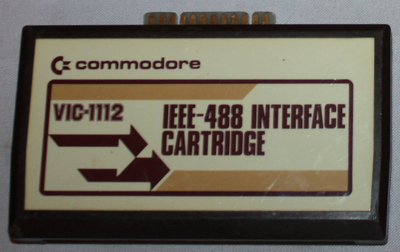 commodore
VIC-1112
IEEE-488 INTERFACE
CARTRIDGE